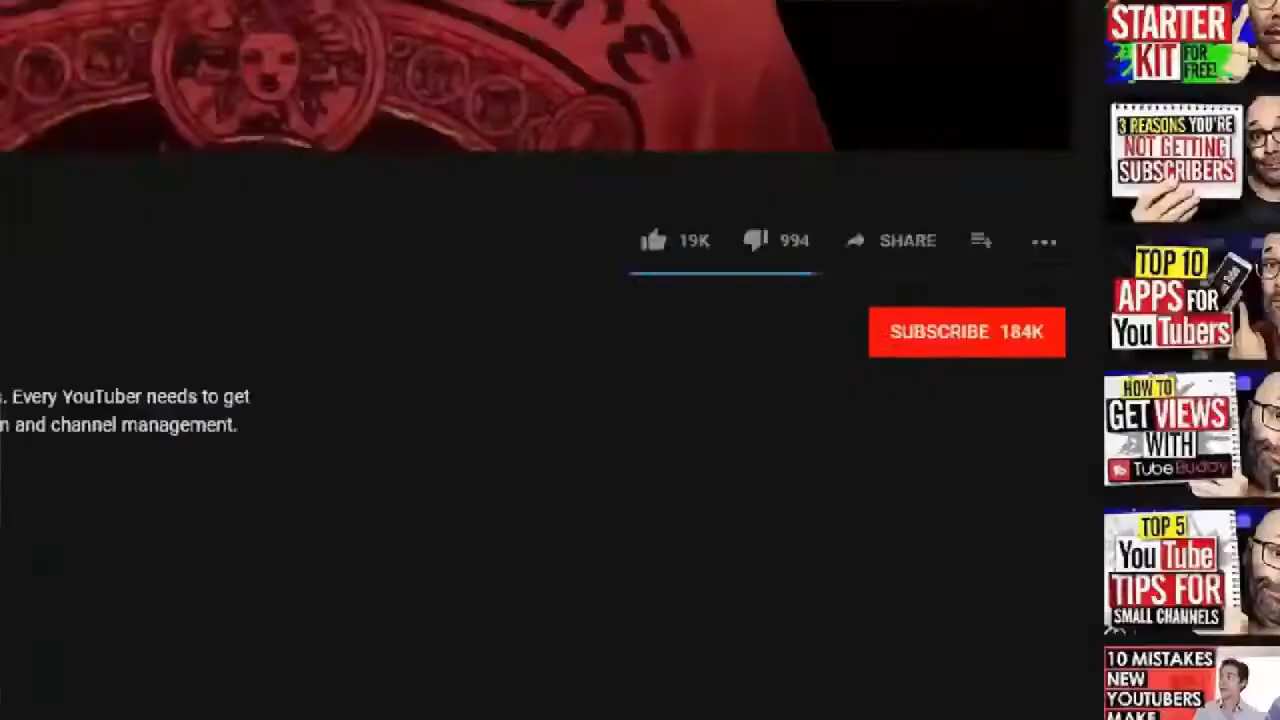 STARTER
KIT FOR
FREE!
3 REASONS YOU'RE
NOT GETTING
SUBSCRIBERS
19K 994 SHARE
TOP 10
APPS FOR
YouTubers
SUBSCRIBE 184K
. Every YouTuber needs to get
n and channel management.
HOW TO
GET VIEWS
WITH
TubeBuddy
TOP 5
YouTube
TIPS FOR
SMALL CHANNELS
10 MISTAKES
NEW
YOUTUBERS
MAKE